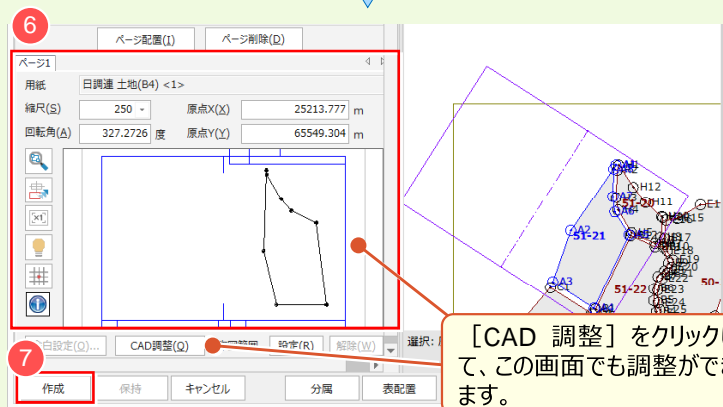 6
ページ配置(I) ページ削除(D)
ページ1
用紙 日調連 土地(B4) <1>
縮尺(S) 250 原点X(X) 25213.777 m
回転角(A) 327.2726 度 原点Y(Y) 65549.304 m
H12
H11
E1
51-20
A2
51-21
A3
51-22
50-
CAD調整(Q) 設定(R) 解除(W)
選択:
7
作成 保持 キャンセル 分属 表配置
［CAD 調整］をクリック
て、この画面でも調整がで
ます。